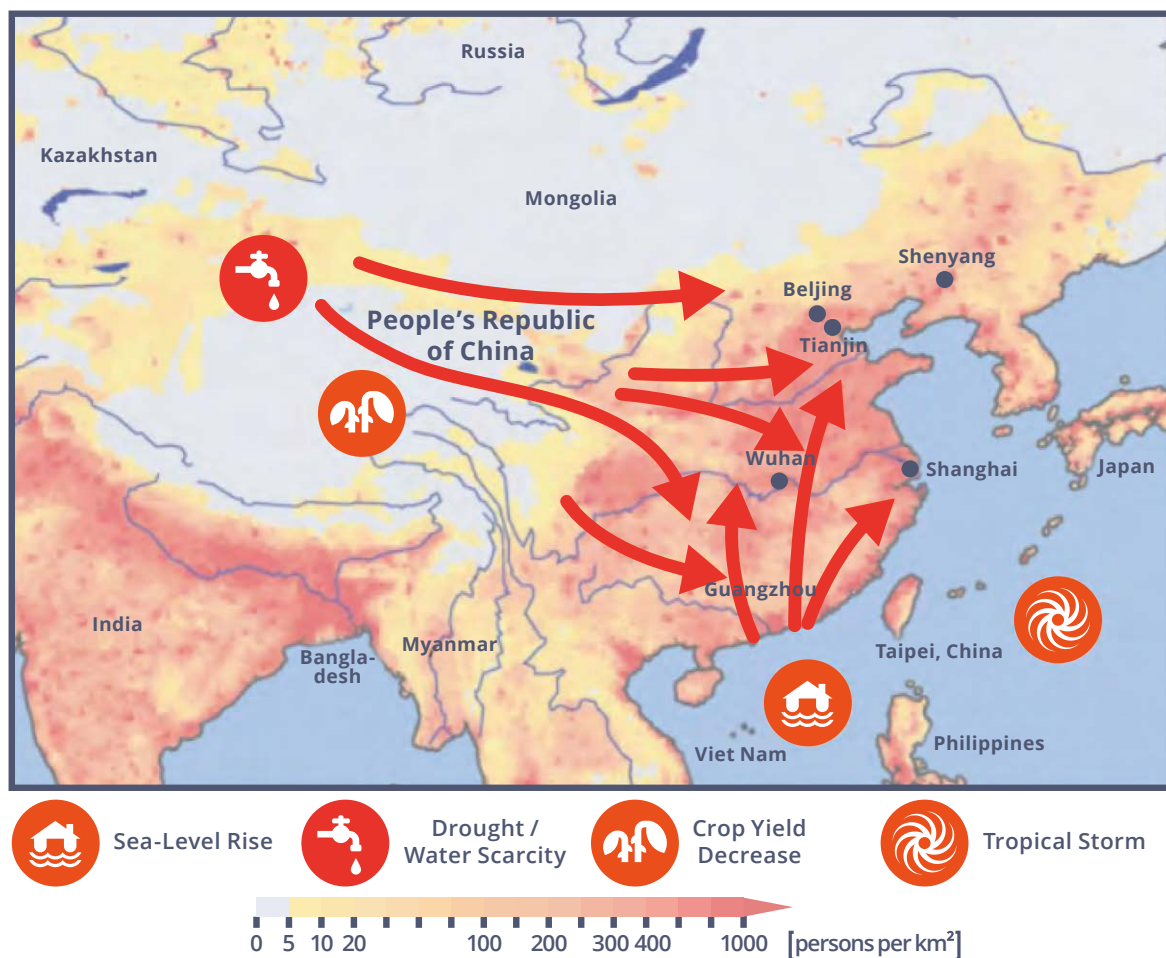 Russia
Kazakhstan
Mongolia
Shenyang
Beljing
People's Republic
of China
Tianjin
Wuhan
Shanghai
Japan
Guangzhou
India
Myanmar
Bangla-
desh
Taipei, China
Viet Nam
Philippines
Sea-Level Rise
Drought /
Water Scarcity
Crop Yield
Decrease
Tropical Storm
0 5 10 20 100 200 300 400 1000 [persons per km²]